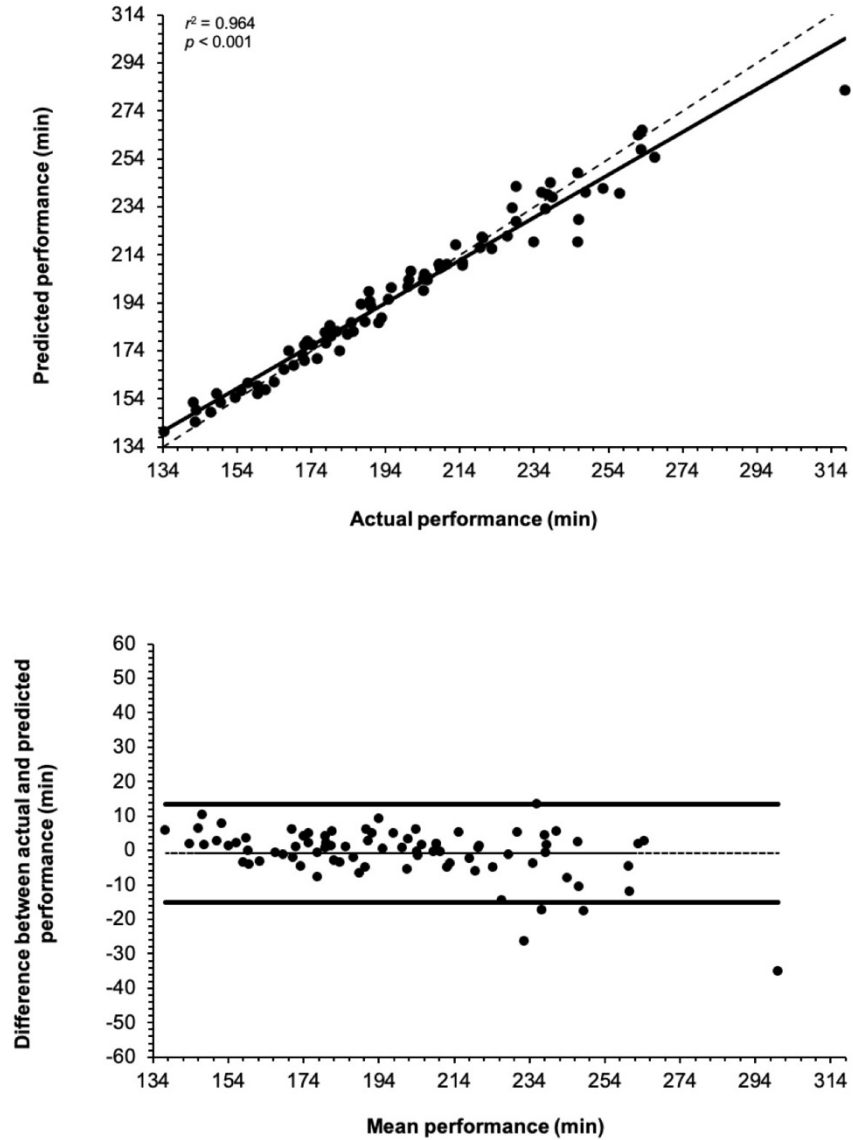 r² = 0.964
p < 0.001
314
294
274
254
234
214
194
174
154
134
134 154 174 194 214 234 254 274 294 314
Predicted performance (min)
Actual performance (min)
60
50
40
30
20
10
0
-10
-20
-30
-40
-50
-60
134 154 174 194 214 234 254 274 294 314
Difference between actual and predicted
performance (min)
Mean performance (min)